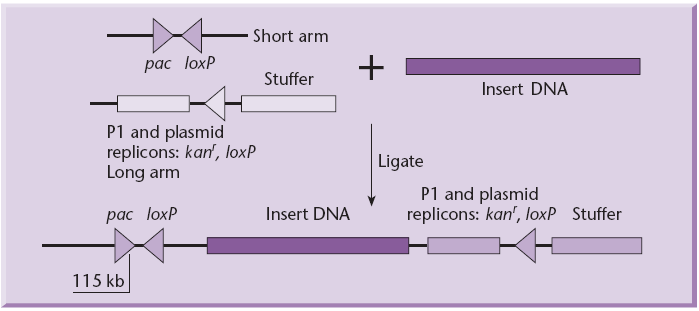 Short arm
pac loxP
Stuffer
+
Insert DNA
P1 and plasmid
replicons: kanʳ, loxP
Long arm
Ligate
P1 and plasmid
pac loxP Insert DNA replicons: kanʳ, loxP Stuffer
115 kb